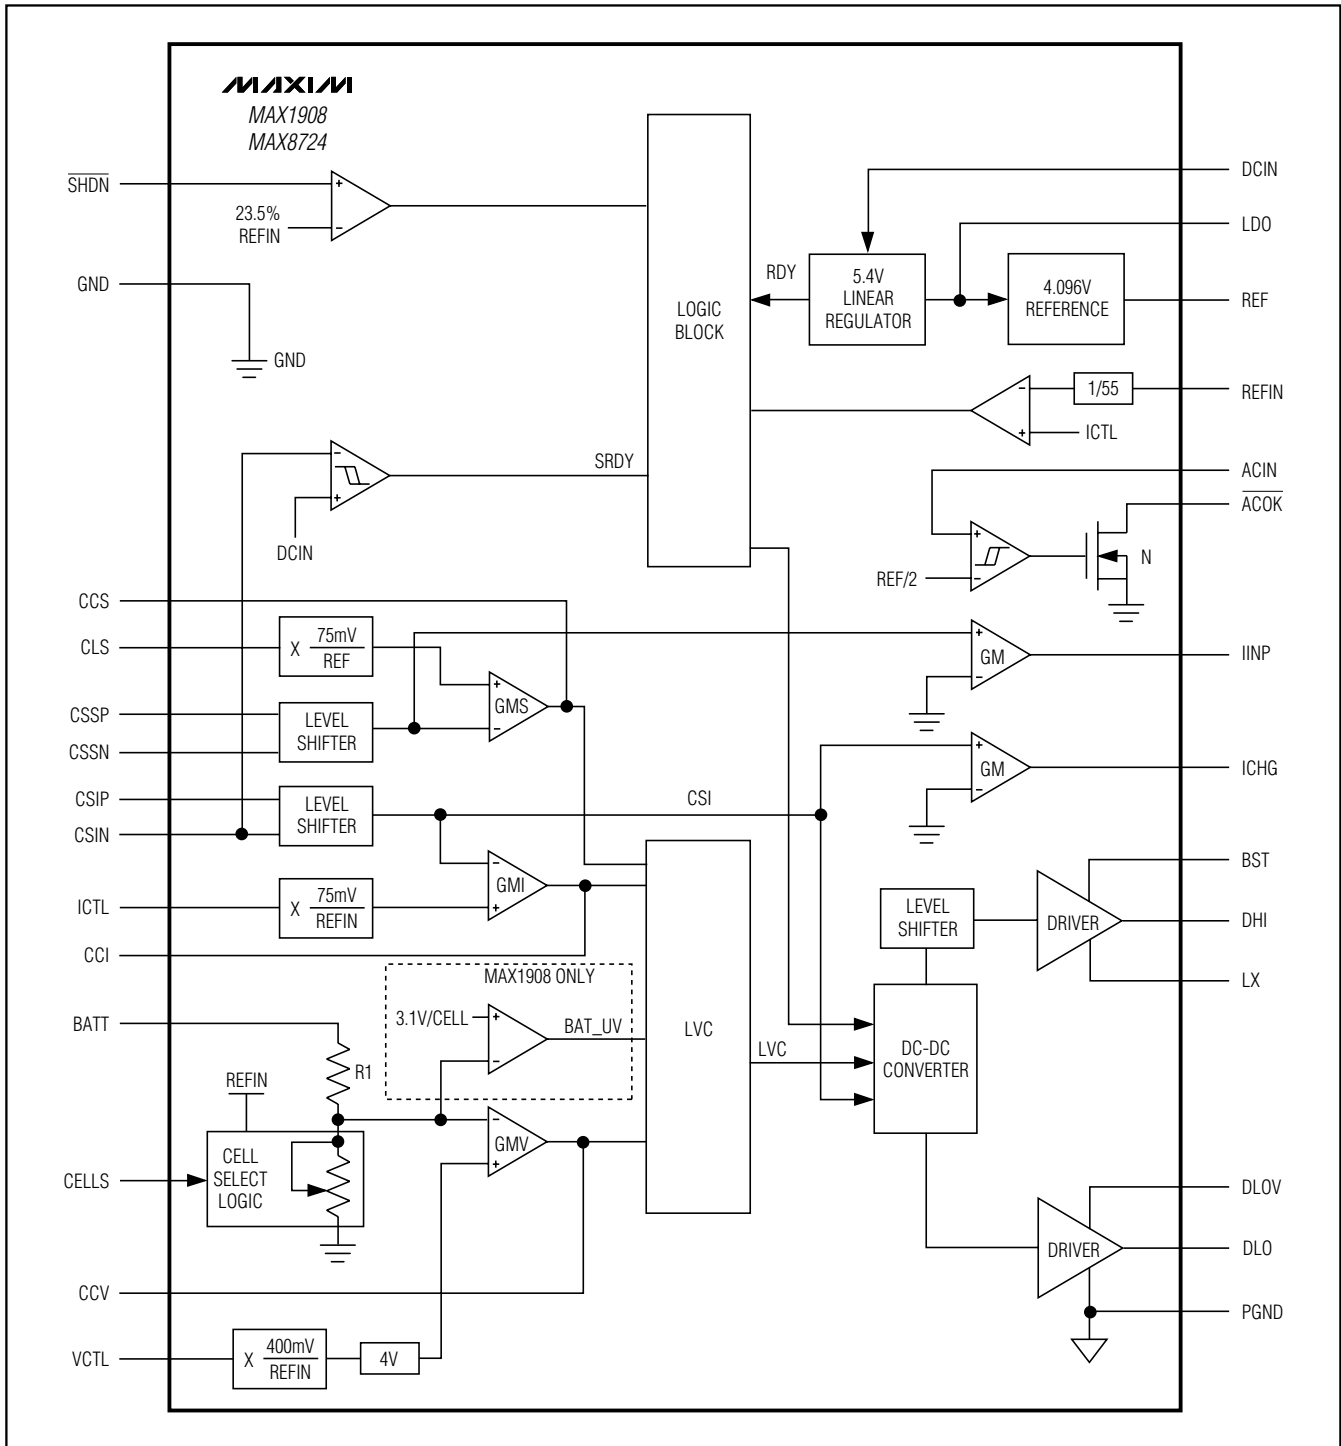 MAXIM
MAX1908
MAX8724
SHDN
+
23.5%
REFIN
-
GND
GND
LOGIC
BLOCK
RDY
5.4V
LINEAR
REGULATOR
4.096V
REFERENCE
DCIN
LDO
REF
-
1/55
REFIN
+
ICTL
-
+
SRDY
DCIN
ACIN
ACOK
+
REF/2
-
N
CCS
CLS
X
75mV
REF
+
GMS
-
CSSP
CSSN
LEVEL
SHIFTER
+
GM
-
IINP
CSIP
CSIN
LEVEL
SHIFTER
CSI
+
GM
-
ICHG
-
GMI
+
ICTL
X
75mV
REFIN
CCI
MAX1908 ONLY
3.1V/CELL
+
-
BAT_UV
LVC
LVC
LEVEL
SHIFTER
DRIVER
BST
DHI
LX
DC-DC
CONVERTER
BATT
R1
REFIN
CELL
SELECT
LOGIC
CELLS
-
GMV
+
DRIVER
DLOV
DLO
PGND
CCV
VCTL
X
400mV
REFIN
4V